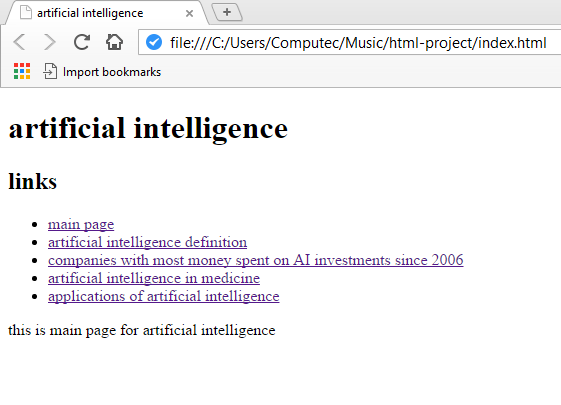 artificial intelligence
file:///C:/Users/Computec/Music/html-project/index.html
Import bookmarks
artificial intelligence
links
main page
artificial intelligence definition
companies with most money spent on AI investments since 2006
artificial intelligence in medicine
applications of artificial intelligence
this is main page for artificial intelligence